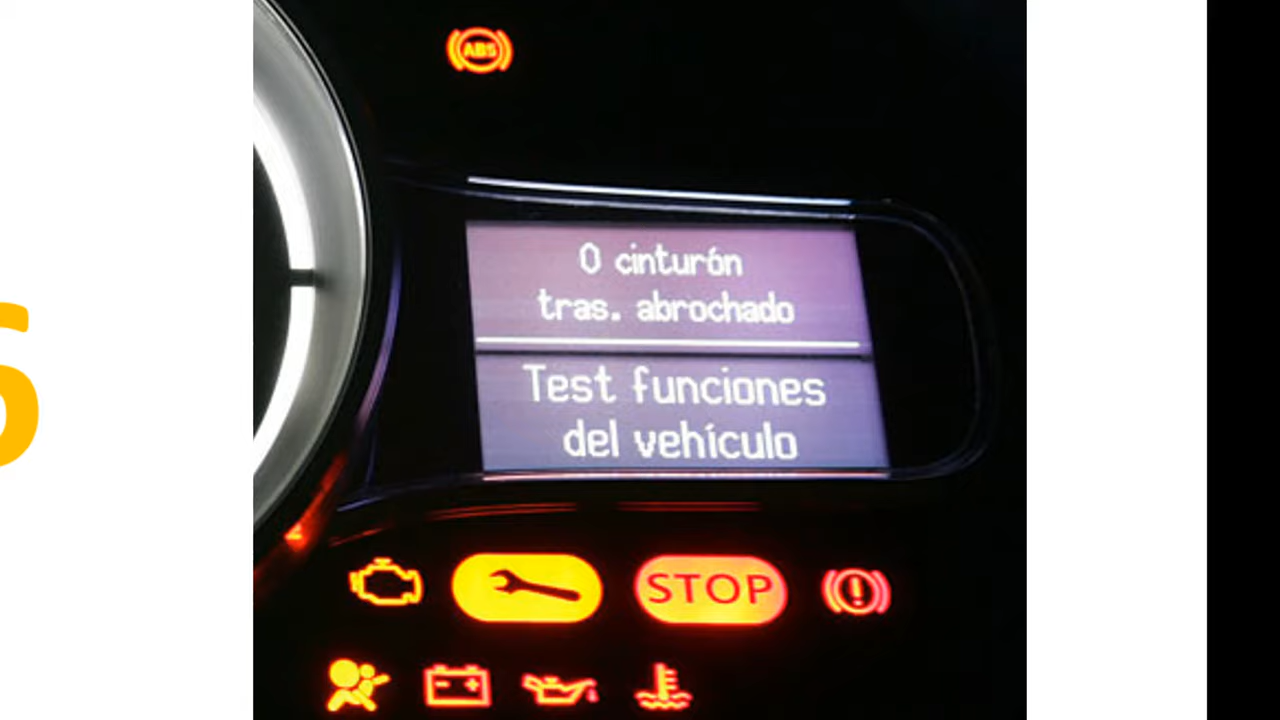 ABS
0 cinturón
tras. abrochado
Test funciones
del vehículo
STOP